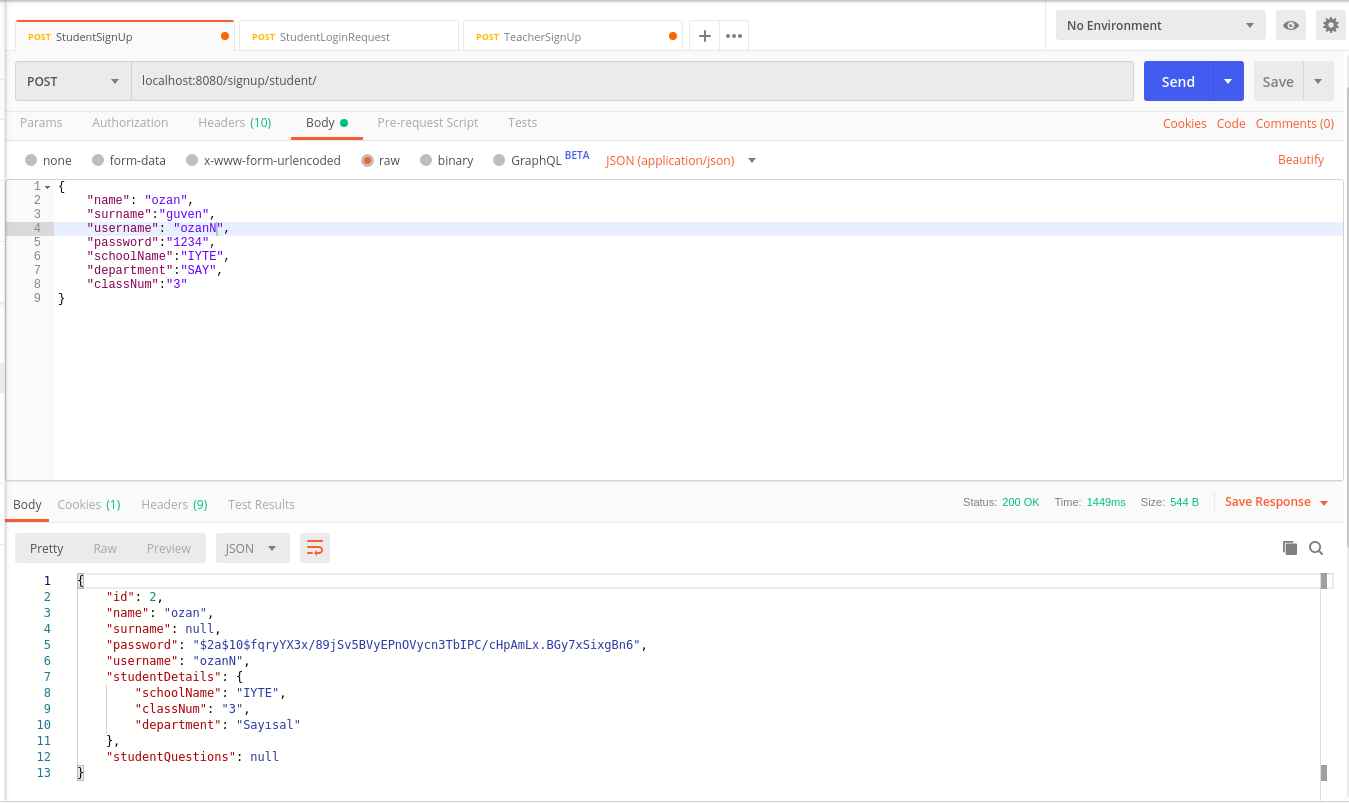 POST StudentSignUp POST StudentLoginRequest POST TeacherSignUp No Environment
POST localhost:8080/signup/student/ Send Save
Params Authorization Headers (10) Body Pre-request Script Tests Cookies Code Comments (0)
none form-data x-www-form-urlencoded raw binary GraphQL BETA JSON (application/json) Beautify
1 {
2 "name": "ozan",
3 "surname":"guven",
4 "username": "ozanN",
5 "password":"1234",
6 "schoolName":"IYTE",
7 "department":"SAY",
8 "classNum":"3"
9 }
Body Cookies (1) Headers (9) Test Results Status: 200 OK Time: 1449ms Size: 544 B Save Response
Pretty Raw Preview JSON
1 {
2 "id": 2,
3 "name": "ozan",
4 "surname": null,
5 "password": "$2a$10$fqryYX3x/89jSv5BVyEPnOVycn3TbIPC/cHpAmLx.BGy7xSixgBn6",
6 "username": "ozanN",
7 "studentDetails": {
8 "schoolName": "IYTE",
9 "classNum": "3",
10 "department": "Sayısal"
11 },
12 "studentQuestions": null
13 }